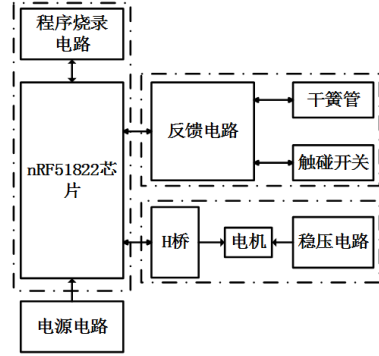 程序烧录
电路
nRF51822芯
片
电源电路
反馈电路
干簧管
触碰开关
H桥
电机
稳压电路